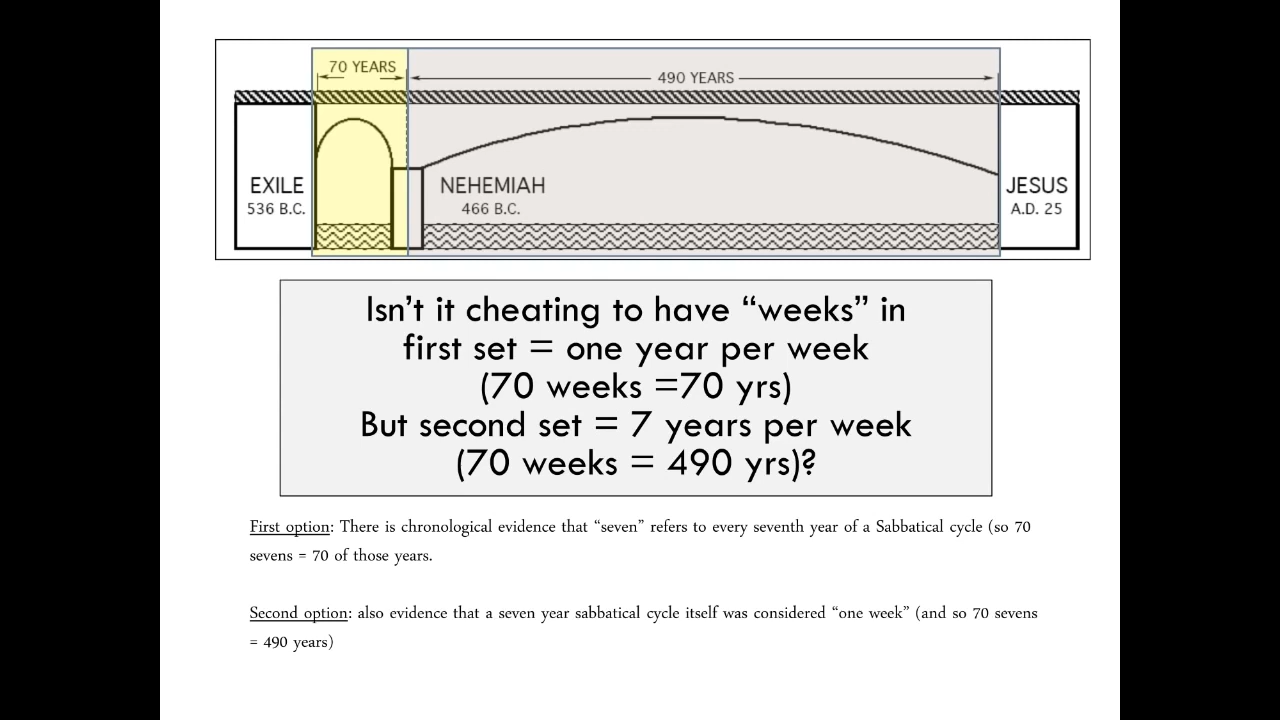 70 YEARS
490 YEARS
EXILE
536 B.C.
NEHEMIAH
466 B.C.
JESUS
A.D. 25
Isn’t it cheating to have “weeks” in
first set = one year per week
(70 weeks =70 yrs)
But second set = 7 years per week
(70 weeks = 490 yrs)?
First option: There is chronological evidence that “seven” refers to every seventh year of a Sabbatical cycle (so 70
sevens = 70 of those years.
Second option: also evidence that a seven year sabbatical cycle itself was considered “one week” (and so 70 sevens
= 490 years)